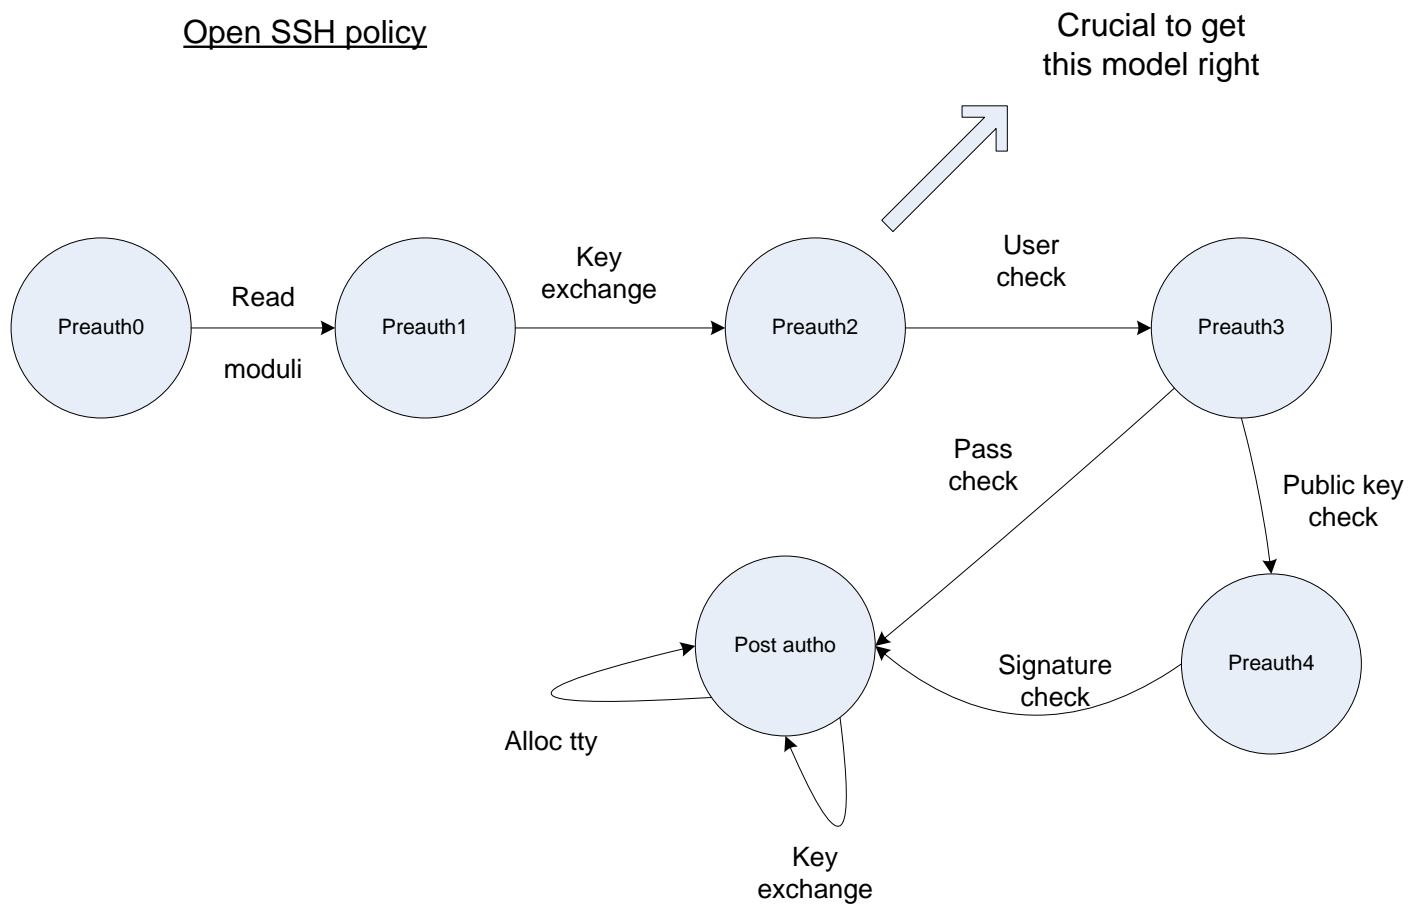 Open SSH policy
Crucial to get
this model right
Preauth0
Read
moduli
Preauth1
Key
exchange
Preauth2
User
check
Preauth3
Pass
check
Public key
check
Post autho
Signature
check
Preauth4
Alloc tty
Key
exchange